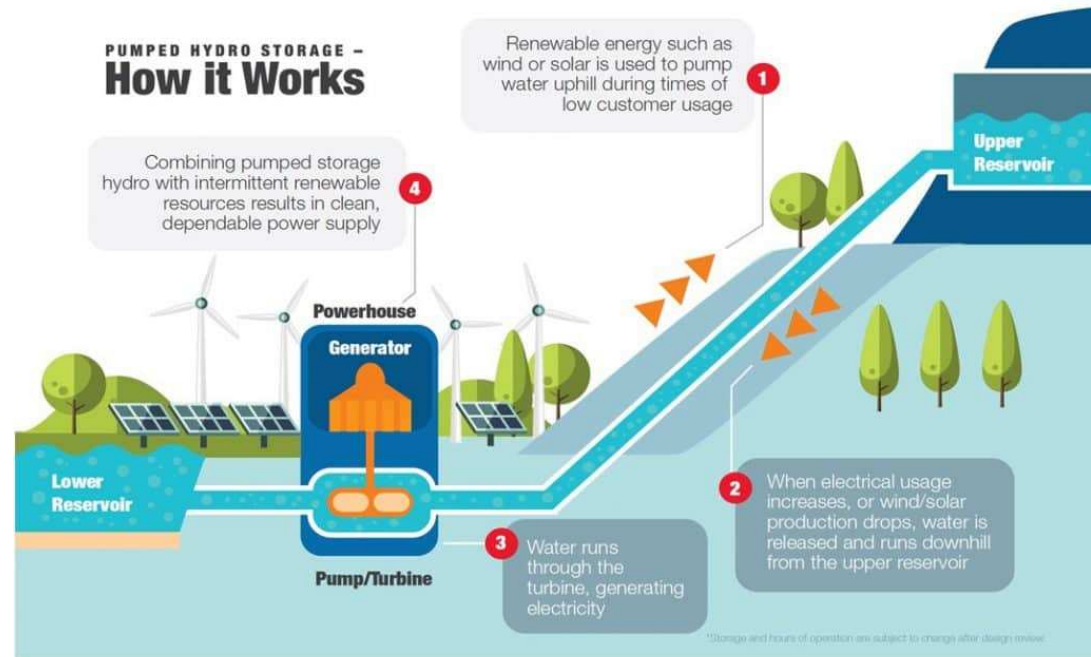 PUMPED HYDRO STORAGE –
How it Works
Renewable energy such as
wind or solar is used to pump
water uphill during times of
low customer usage
1
Upper
Reservoir
Combining pumped storage
hydro with intermittent renewable
resources results in clean,
dependable power supply
4
Powerhouse
Generator
Lower
Reservoir
Pump/Turbine
2
When electrical usage
increases, or wind/solar
production drops, water is
released and runs downhill
from the upper reservoir
3
Water runs
through the
turbine, generating
electricity
*Storage and hours of operation are subject to change after design review.